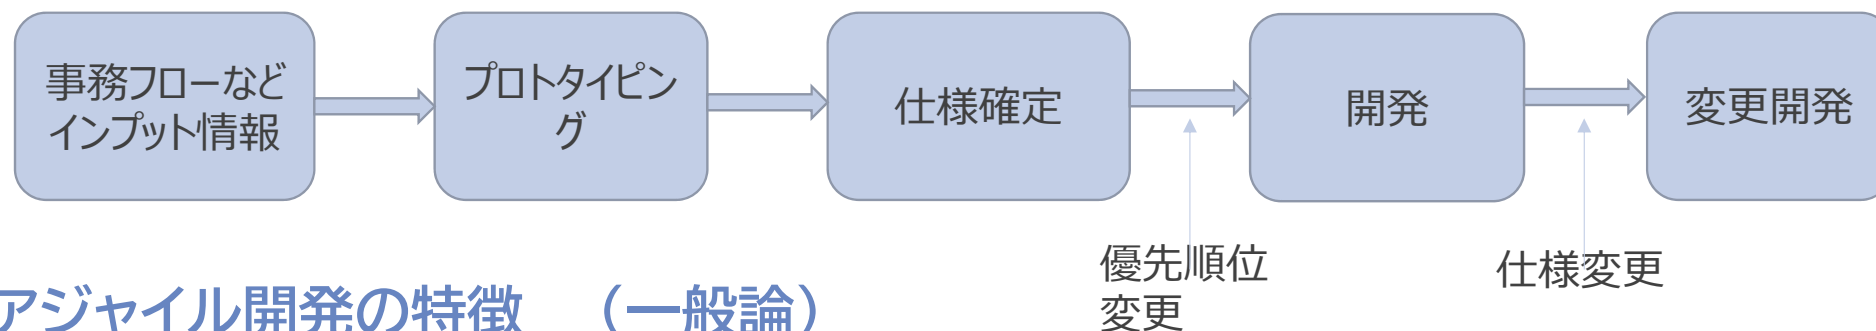 事務フローなど
インプット情報
プロトタイピン
グ
仕様確定
開発
変更開発
優先順位
変更
仕様変更
アジャイル開発の特徴　（一般論）